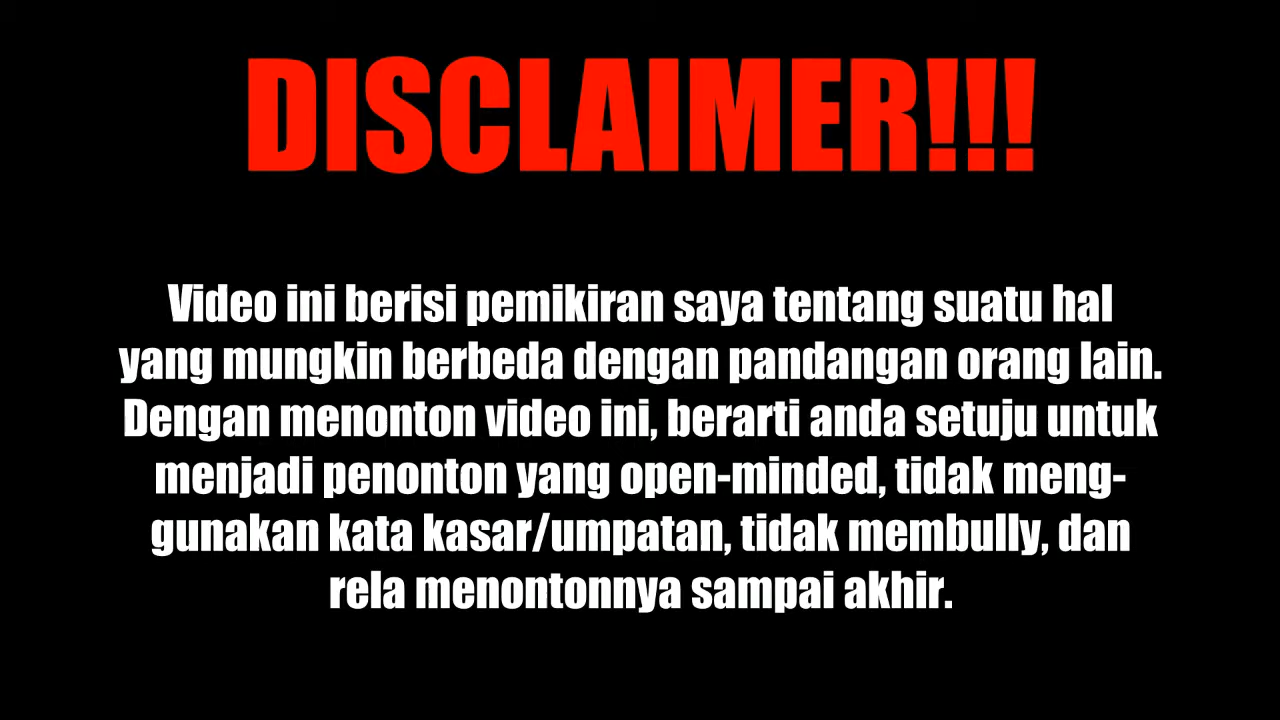 DISCLAIMER!!!
Video ini berisi pemikiran saya tentang suatu hal
yang mungkin berbeda dengan pandangan orang lain.
Dengan menonton video ini, berarti anda setuju untuk
menjadi penonton yang open-minded, tidak meng-
gunakan kata kasar/umpatan, tidak membully, dan
rela menontonnya sampai akhir.